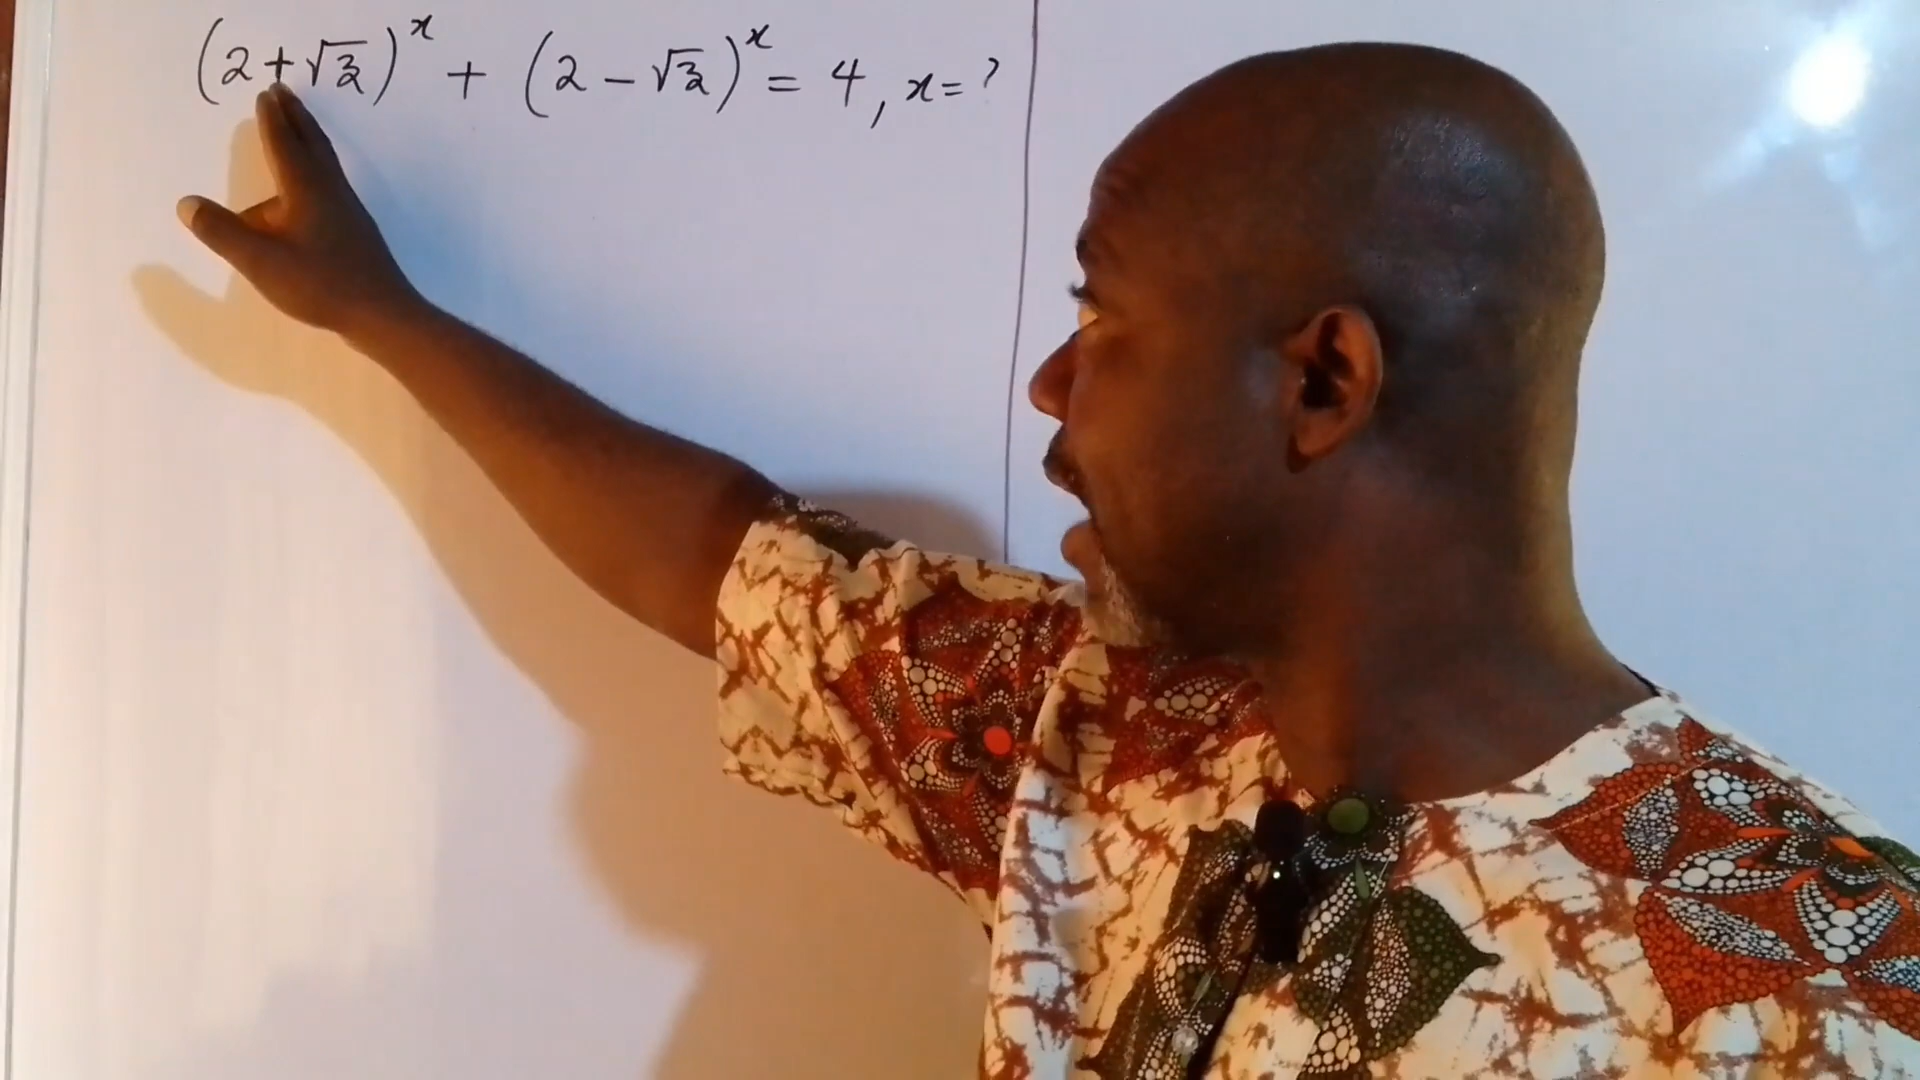 (2+√3)^x + (2-√3)^x = 4, x=?